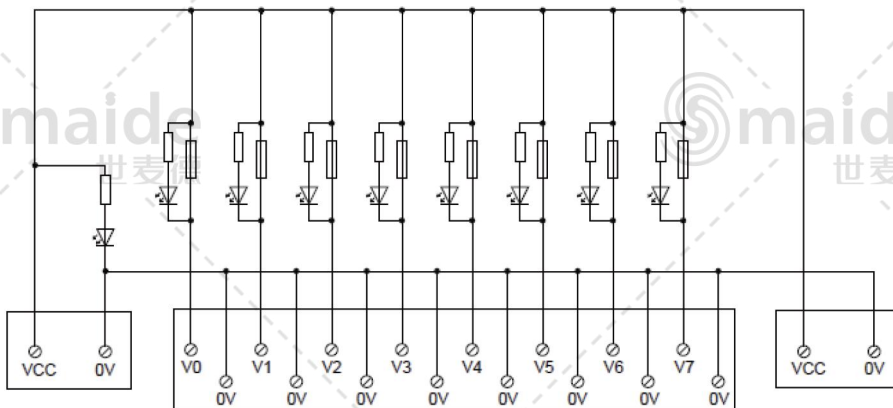 maide
世麦德
maid
世麦
V0 V1 V2 V3 V4 V5 V6 V7
VCC 0V
VCC 0V
0V 0V 0V 0V 0V 0V 0V 0V